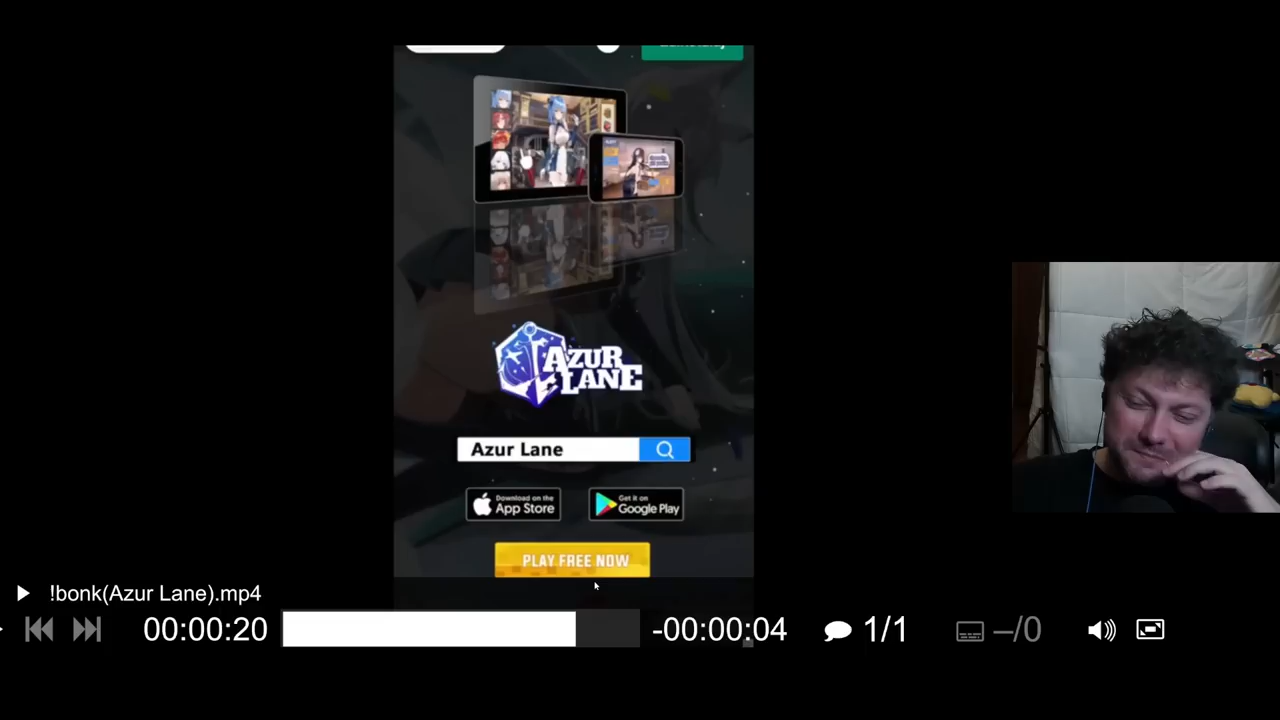 AZUR
LANE
Azur Lane
Download on the
App Store
Get it on
Google Play
PLAY FREE NOW
!bonk(Azur Lane).mp4
00:00:20
-00:00:04
1/1
–/0